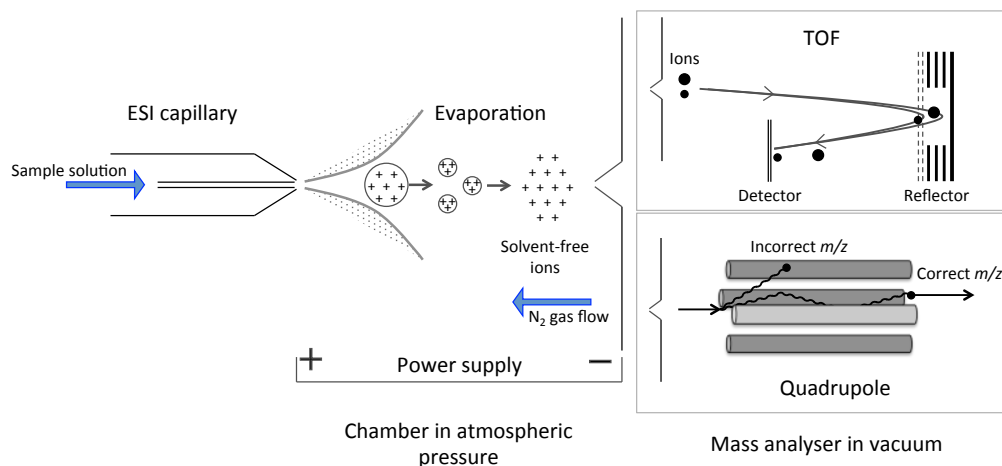 ESI capillary
Sample solution
Evaporation
Solvent-free
ions
N₂ gas flow
+
−
Power supply
Chamber in atmospheric
pressure
TOF
Ions
Detector
Reflector
Incorrect m/z
Correct m/z
Quadrupole
Mass analyser in vacuum